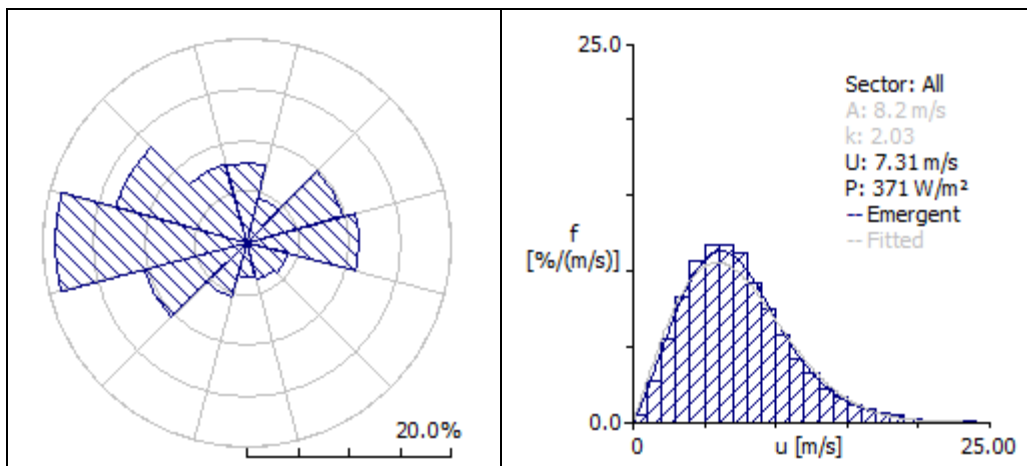 20.0%
25.0
f
[%/(m/s)]
0.0
0
u [m/s]
25.00
Sector: All
A: 8.2 m/s
k: 2.03
U: 7.31 m/s
P: 371 W/m²
-- Emergent
-- Fitted